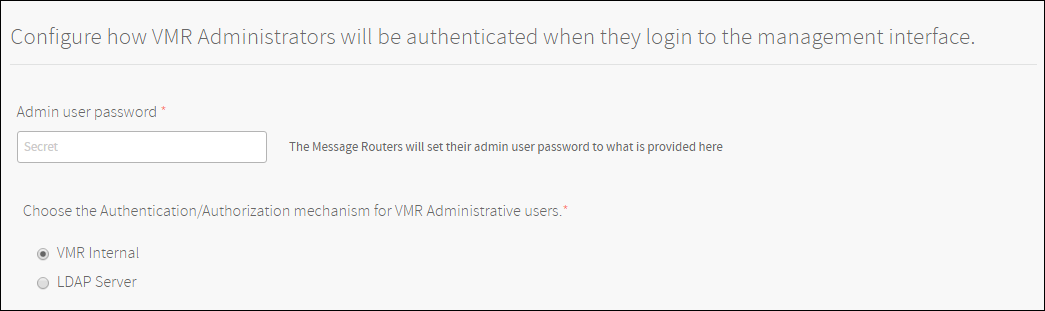 Configure how VMR Administrators will be authenticated when they login to the management interface.
Admin user password *
Secret
The Message Routers will set their admin user password to what is provided here
Choose the Authentication/Authorization mechanism for VMR Administrative users.*
VMR Internal
LDAP Server